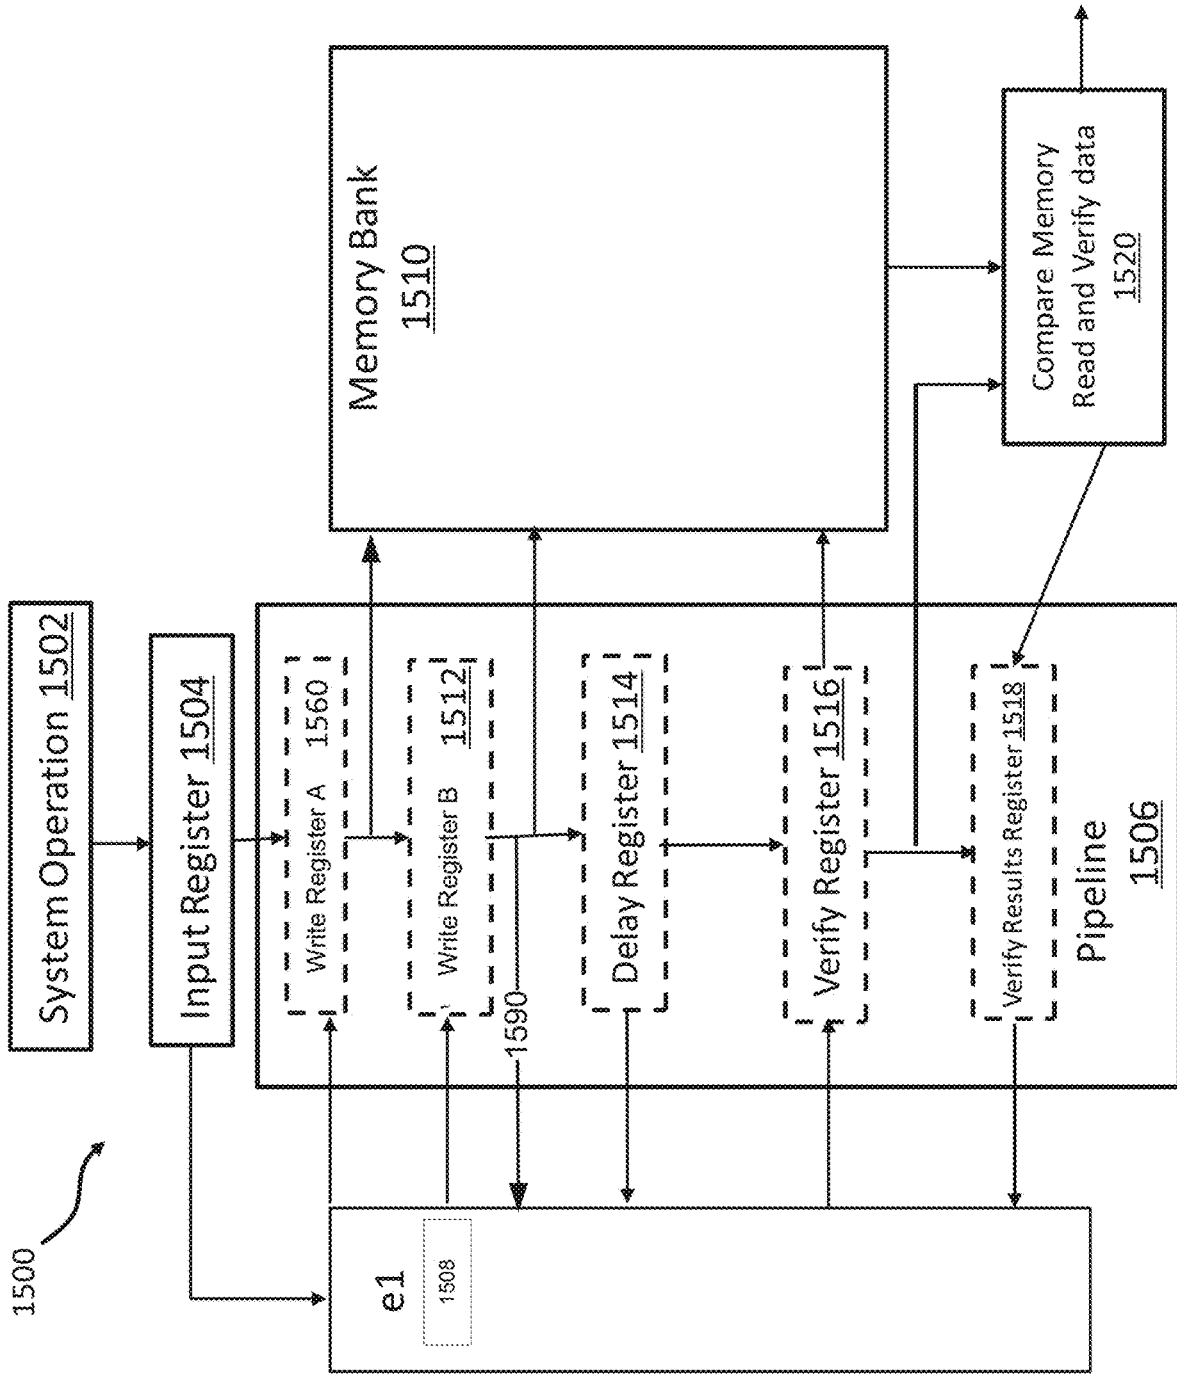 1500
System Operation 1502
Input Register 1504
e1
1508
Write Register A 1560
Write Register B 1512
1590
Delay Register 1514
Verify Register 1516
Verify Results Register 1518
Pipeline
1506
Memory Bank
1510
Compare Memory
Read and Verify data
1520